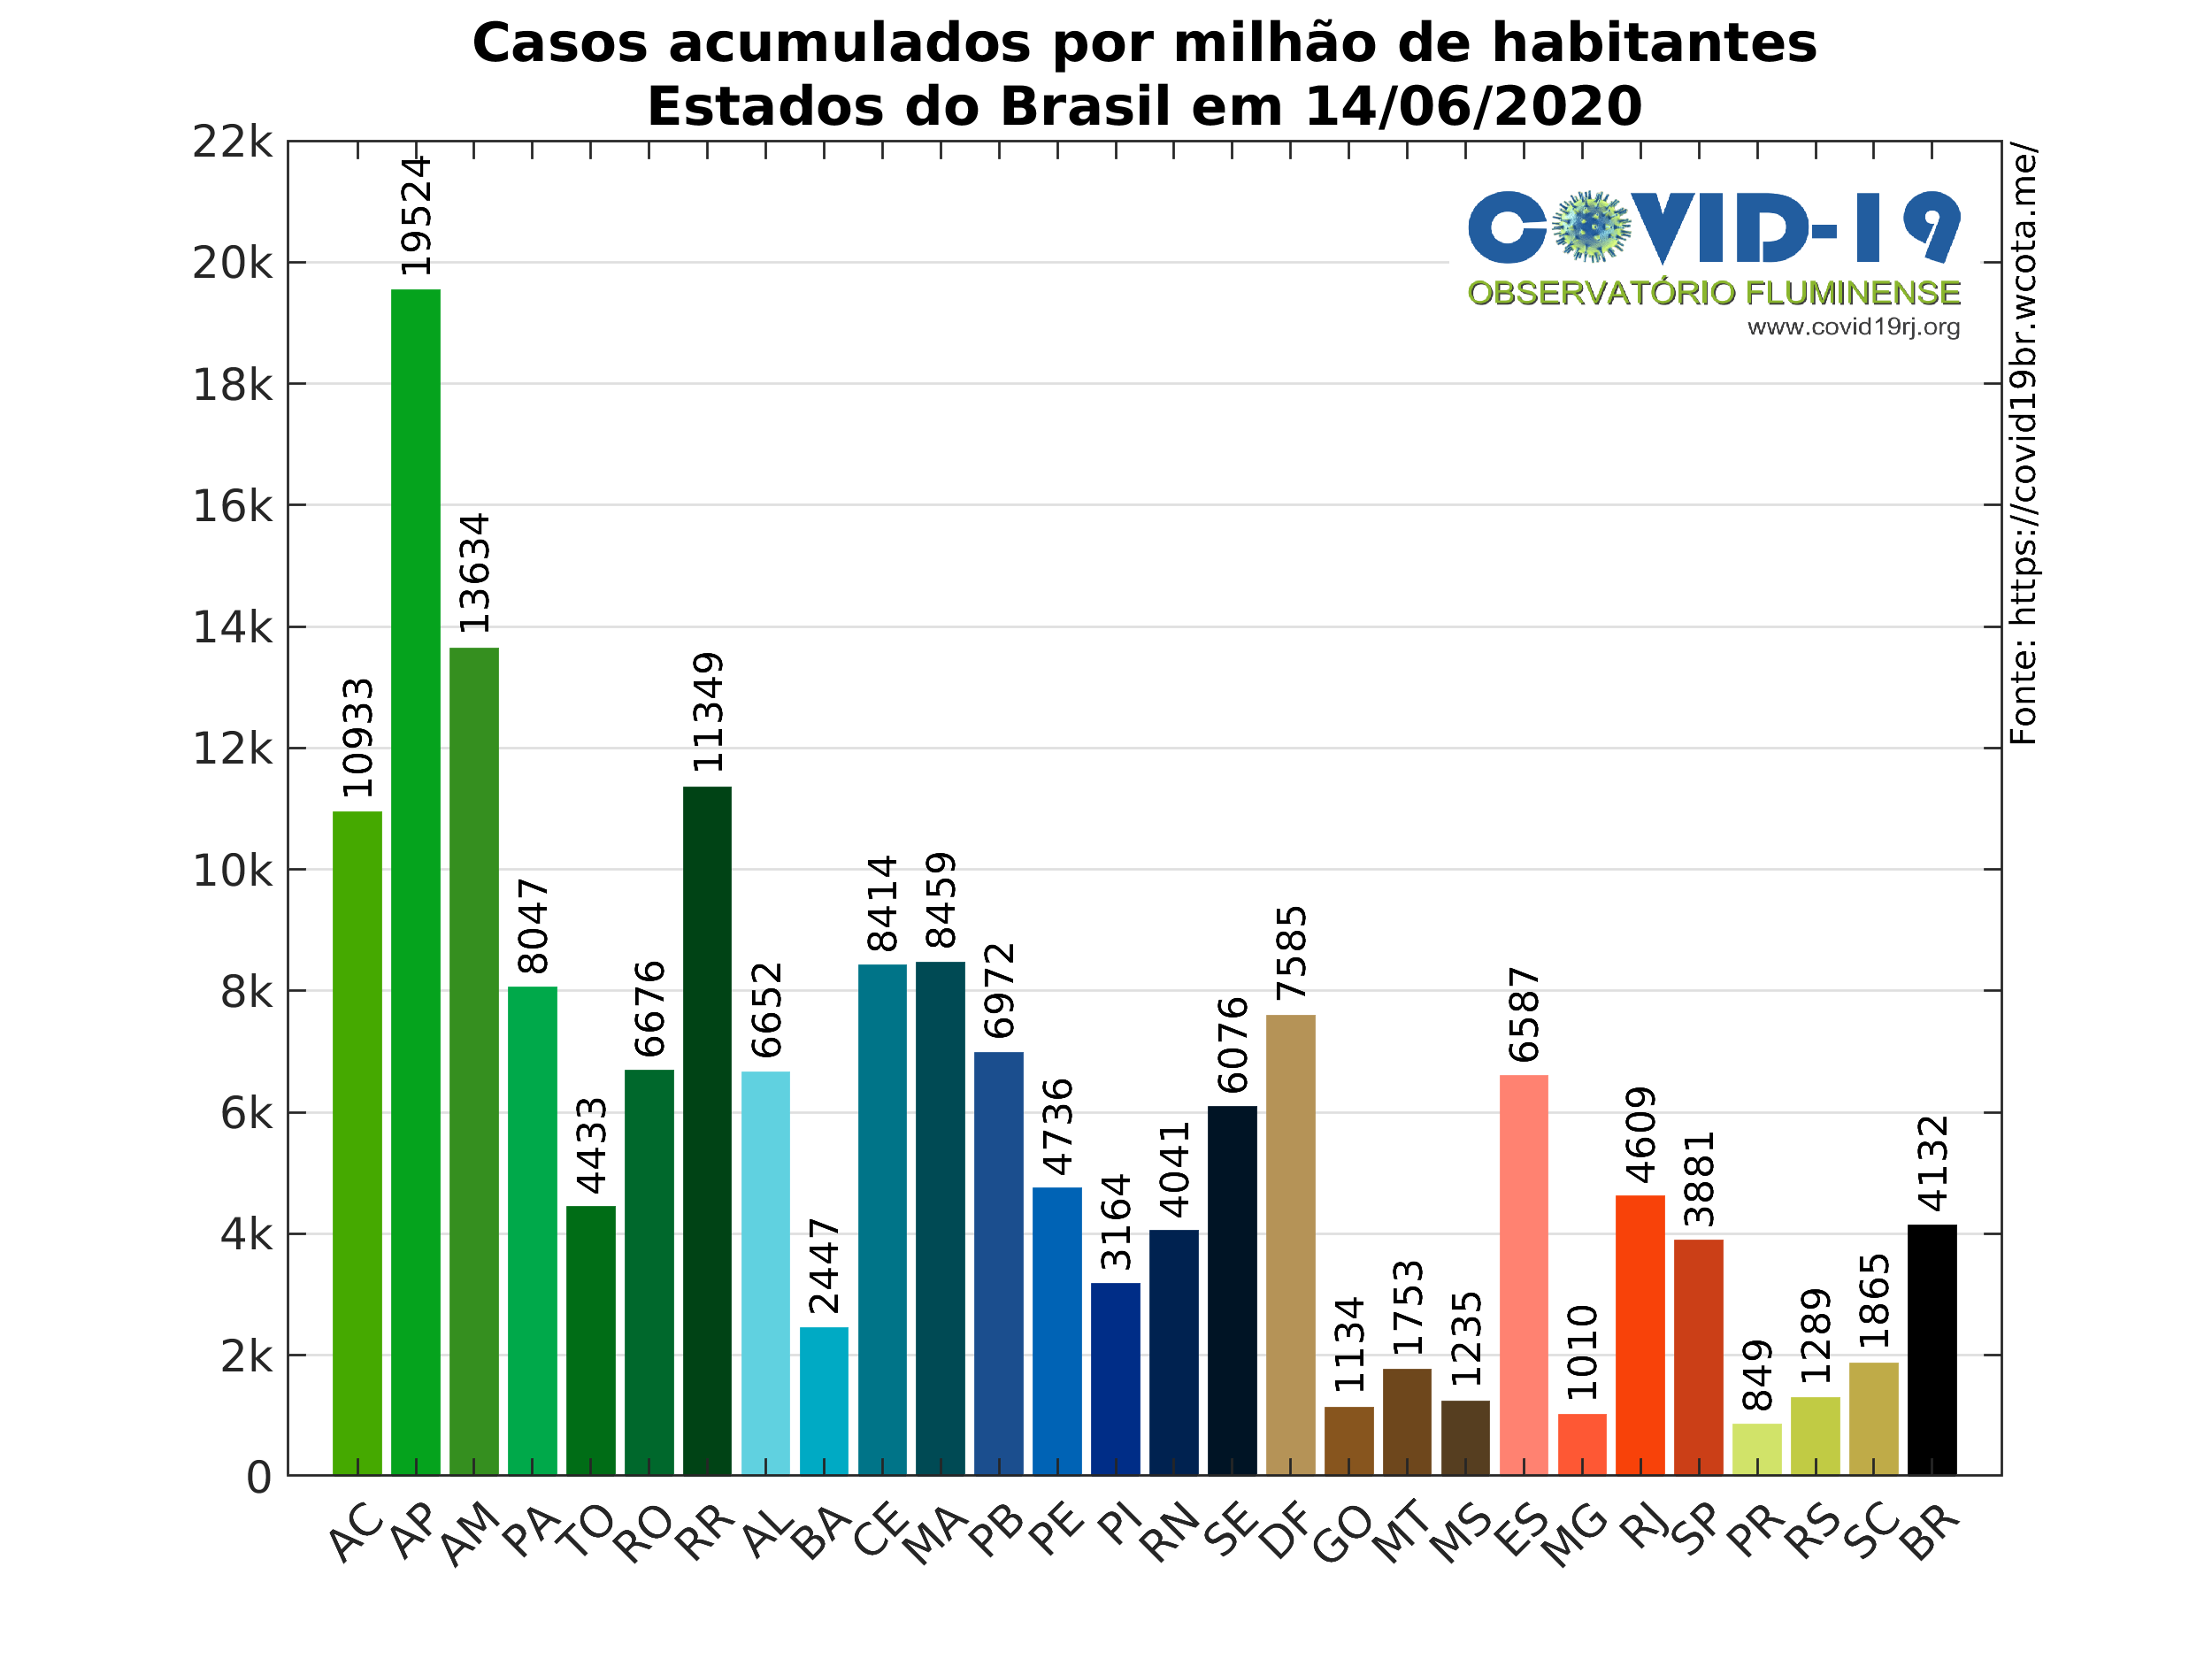 Casos acumulados por milhão de habitantes
Estados do Brasil em 14/06/2020
22k
20k
18k
16k
14k
12k
10k
8k
6k
4k
2k
0
10933
19524
13634
8047
4433
6676
11349
6652
2447
8414
8459
6972
4736
3164
4041
6076
7585
1134
1753
1235
6587
1010
4609
3881
849
1289
1865
4132
AC
AP
AM
PA
TO
RO
RR
AL
BA
CE
MA
PB
PE
PI
RN
SE
DF
GO
MT
MS
ES
MG
RJ
SP
PR
RS
SC
BR
COVID-19
OBSERVATÓRIO FLUMINENSE
www.covid19rj.org
Fonte: https://covid19br.wcota.me/